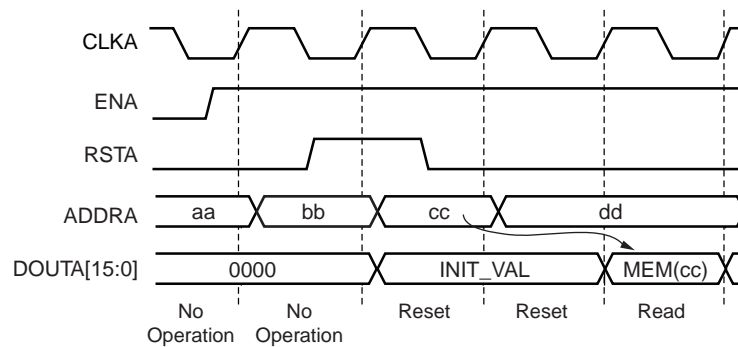 CLKA
ENA
RSTA
ADDRA aa bb cc dd
DOUTA[15:0] 0000 INIT_VAL MEM(cc)
No Operation No Operation Reset Reset Read